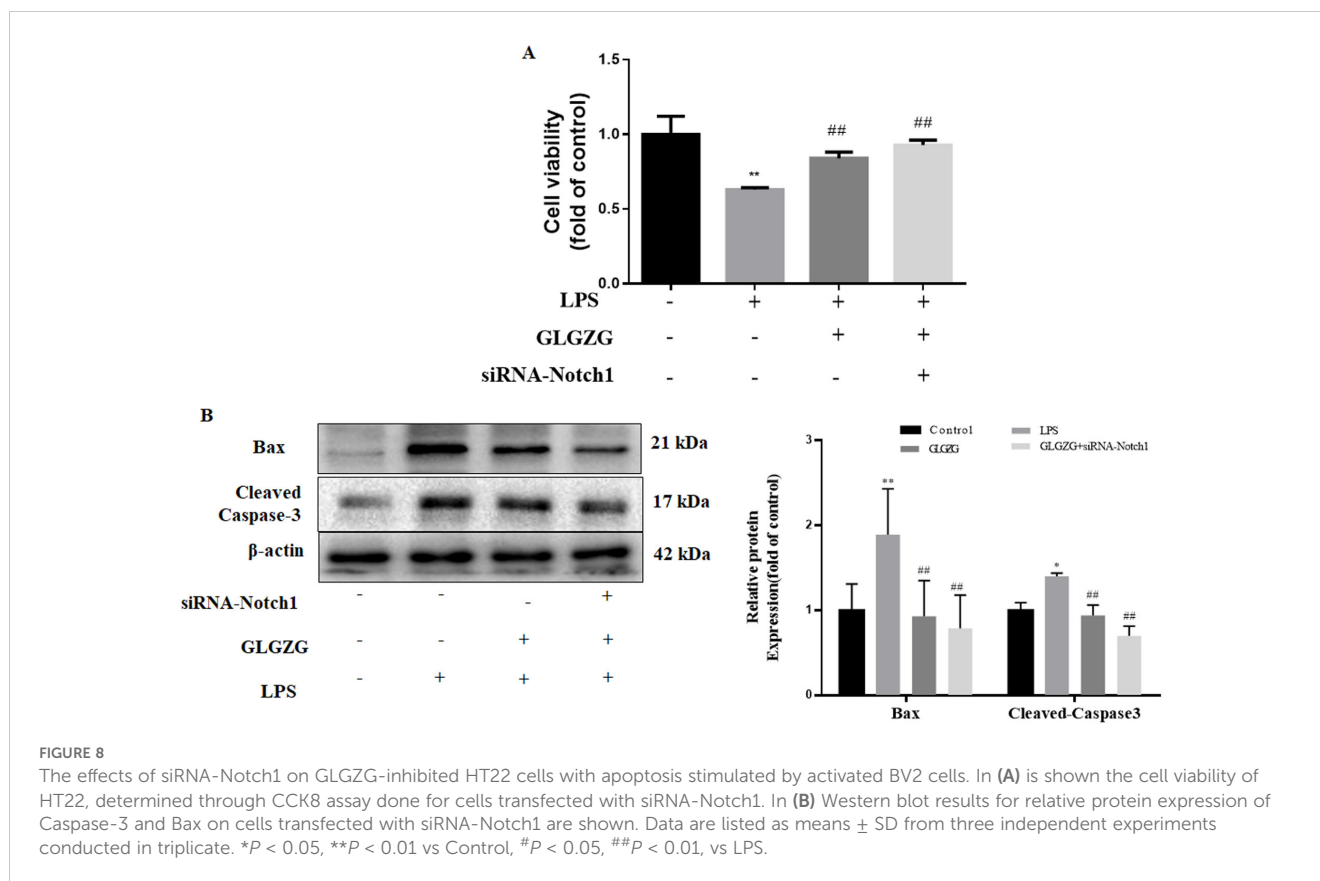 A
1.5
1.0
0.5
0.0
Cell viability
(fold of control)
**
##
##
LPS - + + +
GLGZG - - + +
siRNA-Notch1 - - - +
B
Bax 21 kDa
Cleaved
Caspase-3 17 kDa
β-actin 42 kDa
siRNA-Notch1 - - - +
GLGZG - - + +
LPS - + + +
Control LPS
GLGZG GLGZG+siRNA-Notch1
3
2
1
0
Relative protein
Expression(fold of control)
** ## ##
* ## ##
Bax Cleaved-Caspase3
FIGURE 8
The effects of siRNA-Notch1 on GLGZG-inhibited HT22 cells with apoptosis stimulated by activated BV2 cells. In (A) is shown the cell viability of
HT22, determined through CCK8 assay done for cells transfected with siRNA-Notch1. In (B) Western blot results for relative protein expression of
Caspase-3 and Bax on cells transfected with siRNA-Notch1 are shown. Data are listed as means ± SD from three independent experiments
conducted in triplicate. *P < 0.05, **P < 0.01 vs Control, #P < 0.05, ##P < 0.01, vs LPS.